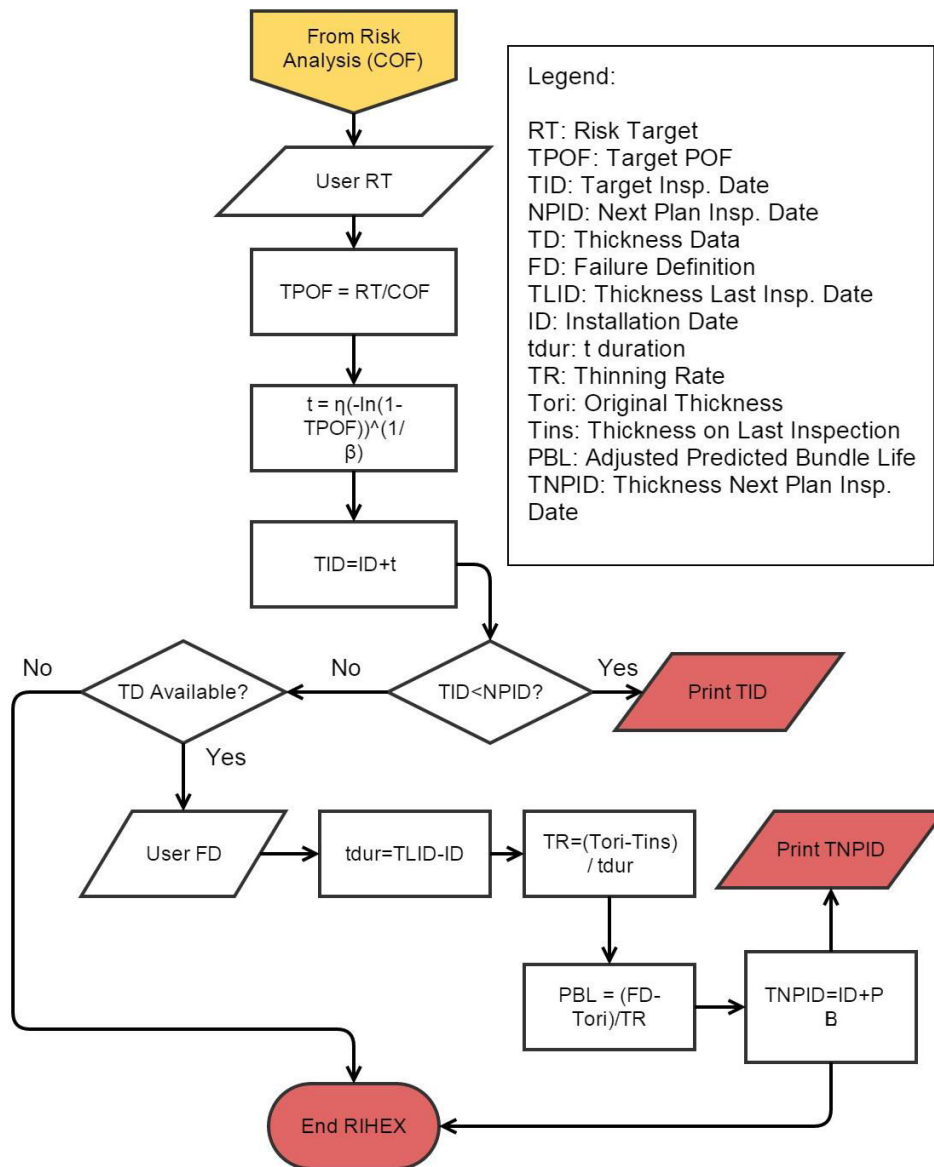 From Risk
Analysis (COF)
User RT
TPOF = RT/COF
t = η(-ln(1-
TPOF))^(1/
β)
TID=ID+t
TID<NPID?
Yes
Print TID
No
TD Available?
No
Yes
User FD
tdur=TLID-ID
TR=(Tori-Tins)
/ tdur
PBL = (FD-
Tori)/TR
TNPID=ID+P
B
Print TNPID
End RIHEX
Legend:
RT: Risk Target
TPOF: Target POF
TID: Target Insp. Date
NPID: Next Plan Insp. Date
TD: Thickness Data
FD: Failure Definition
TLID: Thickness Last Insp. Date
ID: Installation Date
tdur: t duration
TR: Thinning Rate
Tori: Original Thickness
Tins: Thickness on Last Inspection
PBL: Adjusted Predicted Bundle Life
TNPID: Thickness Next Plan Insp.
Date